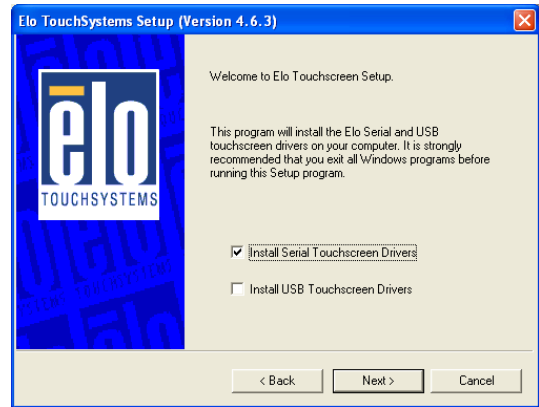 Elo TouchSystems Setup (Version 4.6.3)
ēlo
TOUCHSYSTEMS
Welcome to Elo Touchscreen Setup.
This program will install the Elo Serial and USB
touchscreen drivers on your computer. It is strongly
recommended that you exit all Windows programs before
running this Setup program.
Install Serial Touchscreen Drivers
Install USB Touchscreen Drivers
< Back
Next >
Cancel